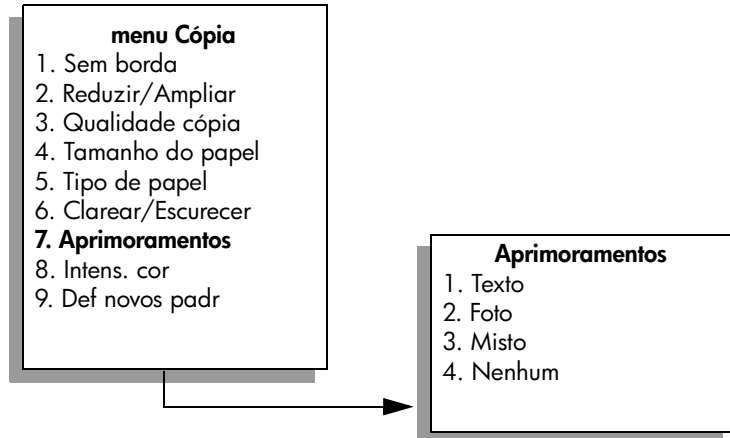 menu Cópia
1. Sem borda
2. Reduzir/Ampliar
3. Qualidade cópia
4. Tamanho do papel
5. Tipo de papel
6. Clarear/Escurecer
7. Aprimoramentos
8. Intens. cor
9. Def novos padr
Aprimoramentos
1. Texto
2. Foto
3. Misto
4. Nenhum